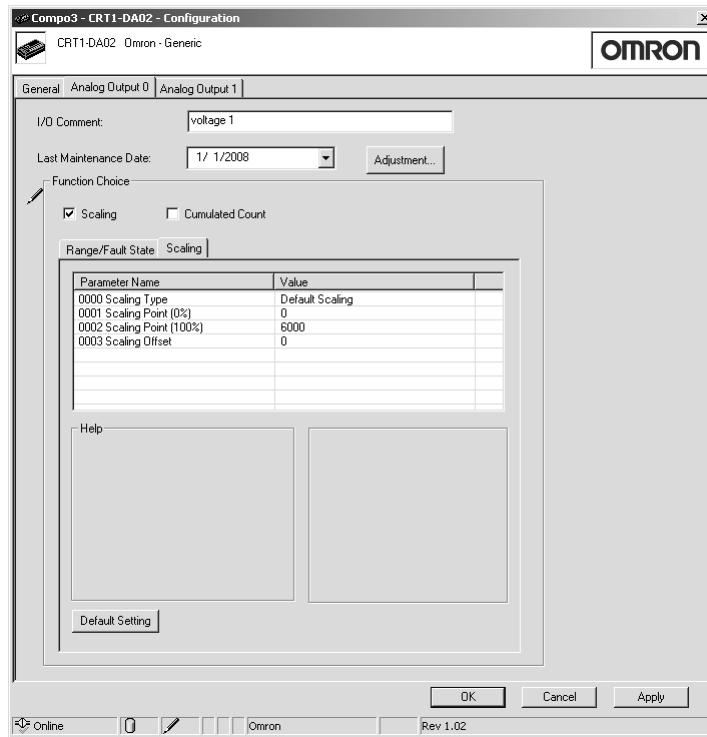 Compo3 - CRT1-DA02 - Configuration
CRT1-DA02 Omron - Generic
OMRON
General Analog Output 0 Analog Output 1
I/O Comment: voltage 1
Last Maintenance Date: 1/ 1/2008 Adjustment...
Function Choice
Scaling Cumulated Count
Range/Fault State Scaling
Parameter Name Value
0000 Scaling Type Default Scaling
0001 Scaling Point (0%) 0
0002 Scaling Point (100%) 6000
0003 Scaling Offset 0
Help
Default Setting
OK Cancel Apply
Online Omron Rev 1.02